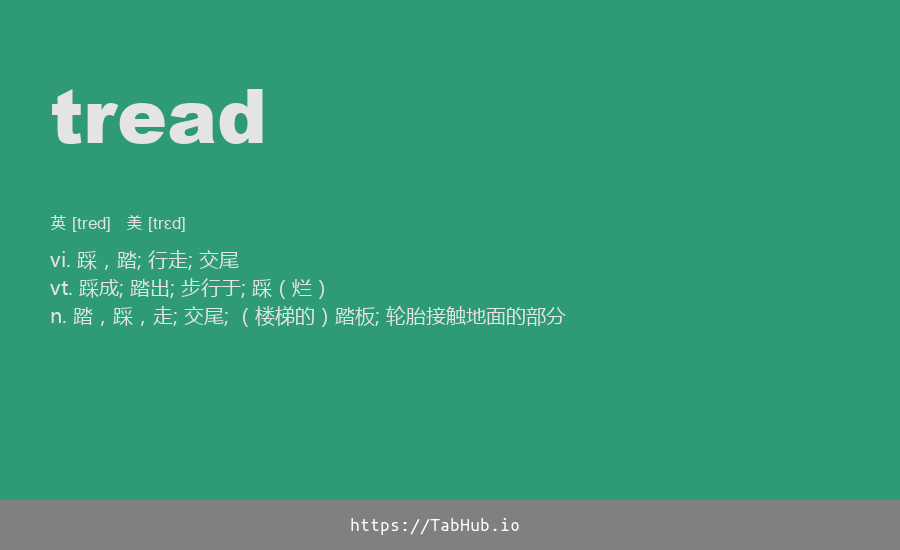 tread
英 [tred] 美 [trɛd]
vi. 踩，踏; 行走; 交尾
vt. 踩成; 踏出; 步行于; 踩（烂）
n. 踏，踩，走; 交尾; （楼梯的）踏板; 轮胎接触地面的部分
https://TabHub.io